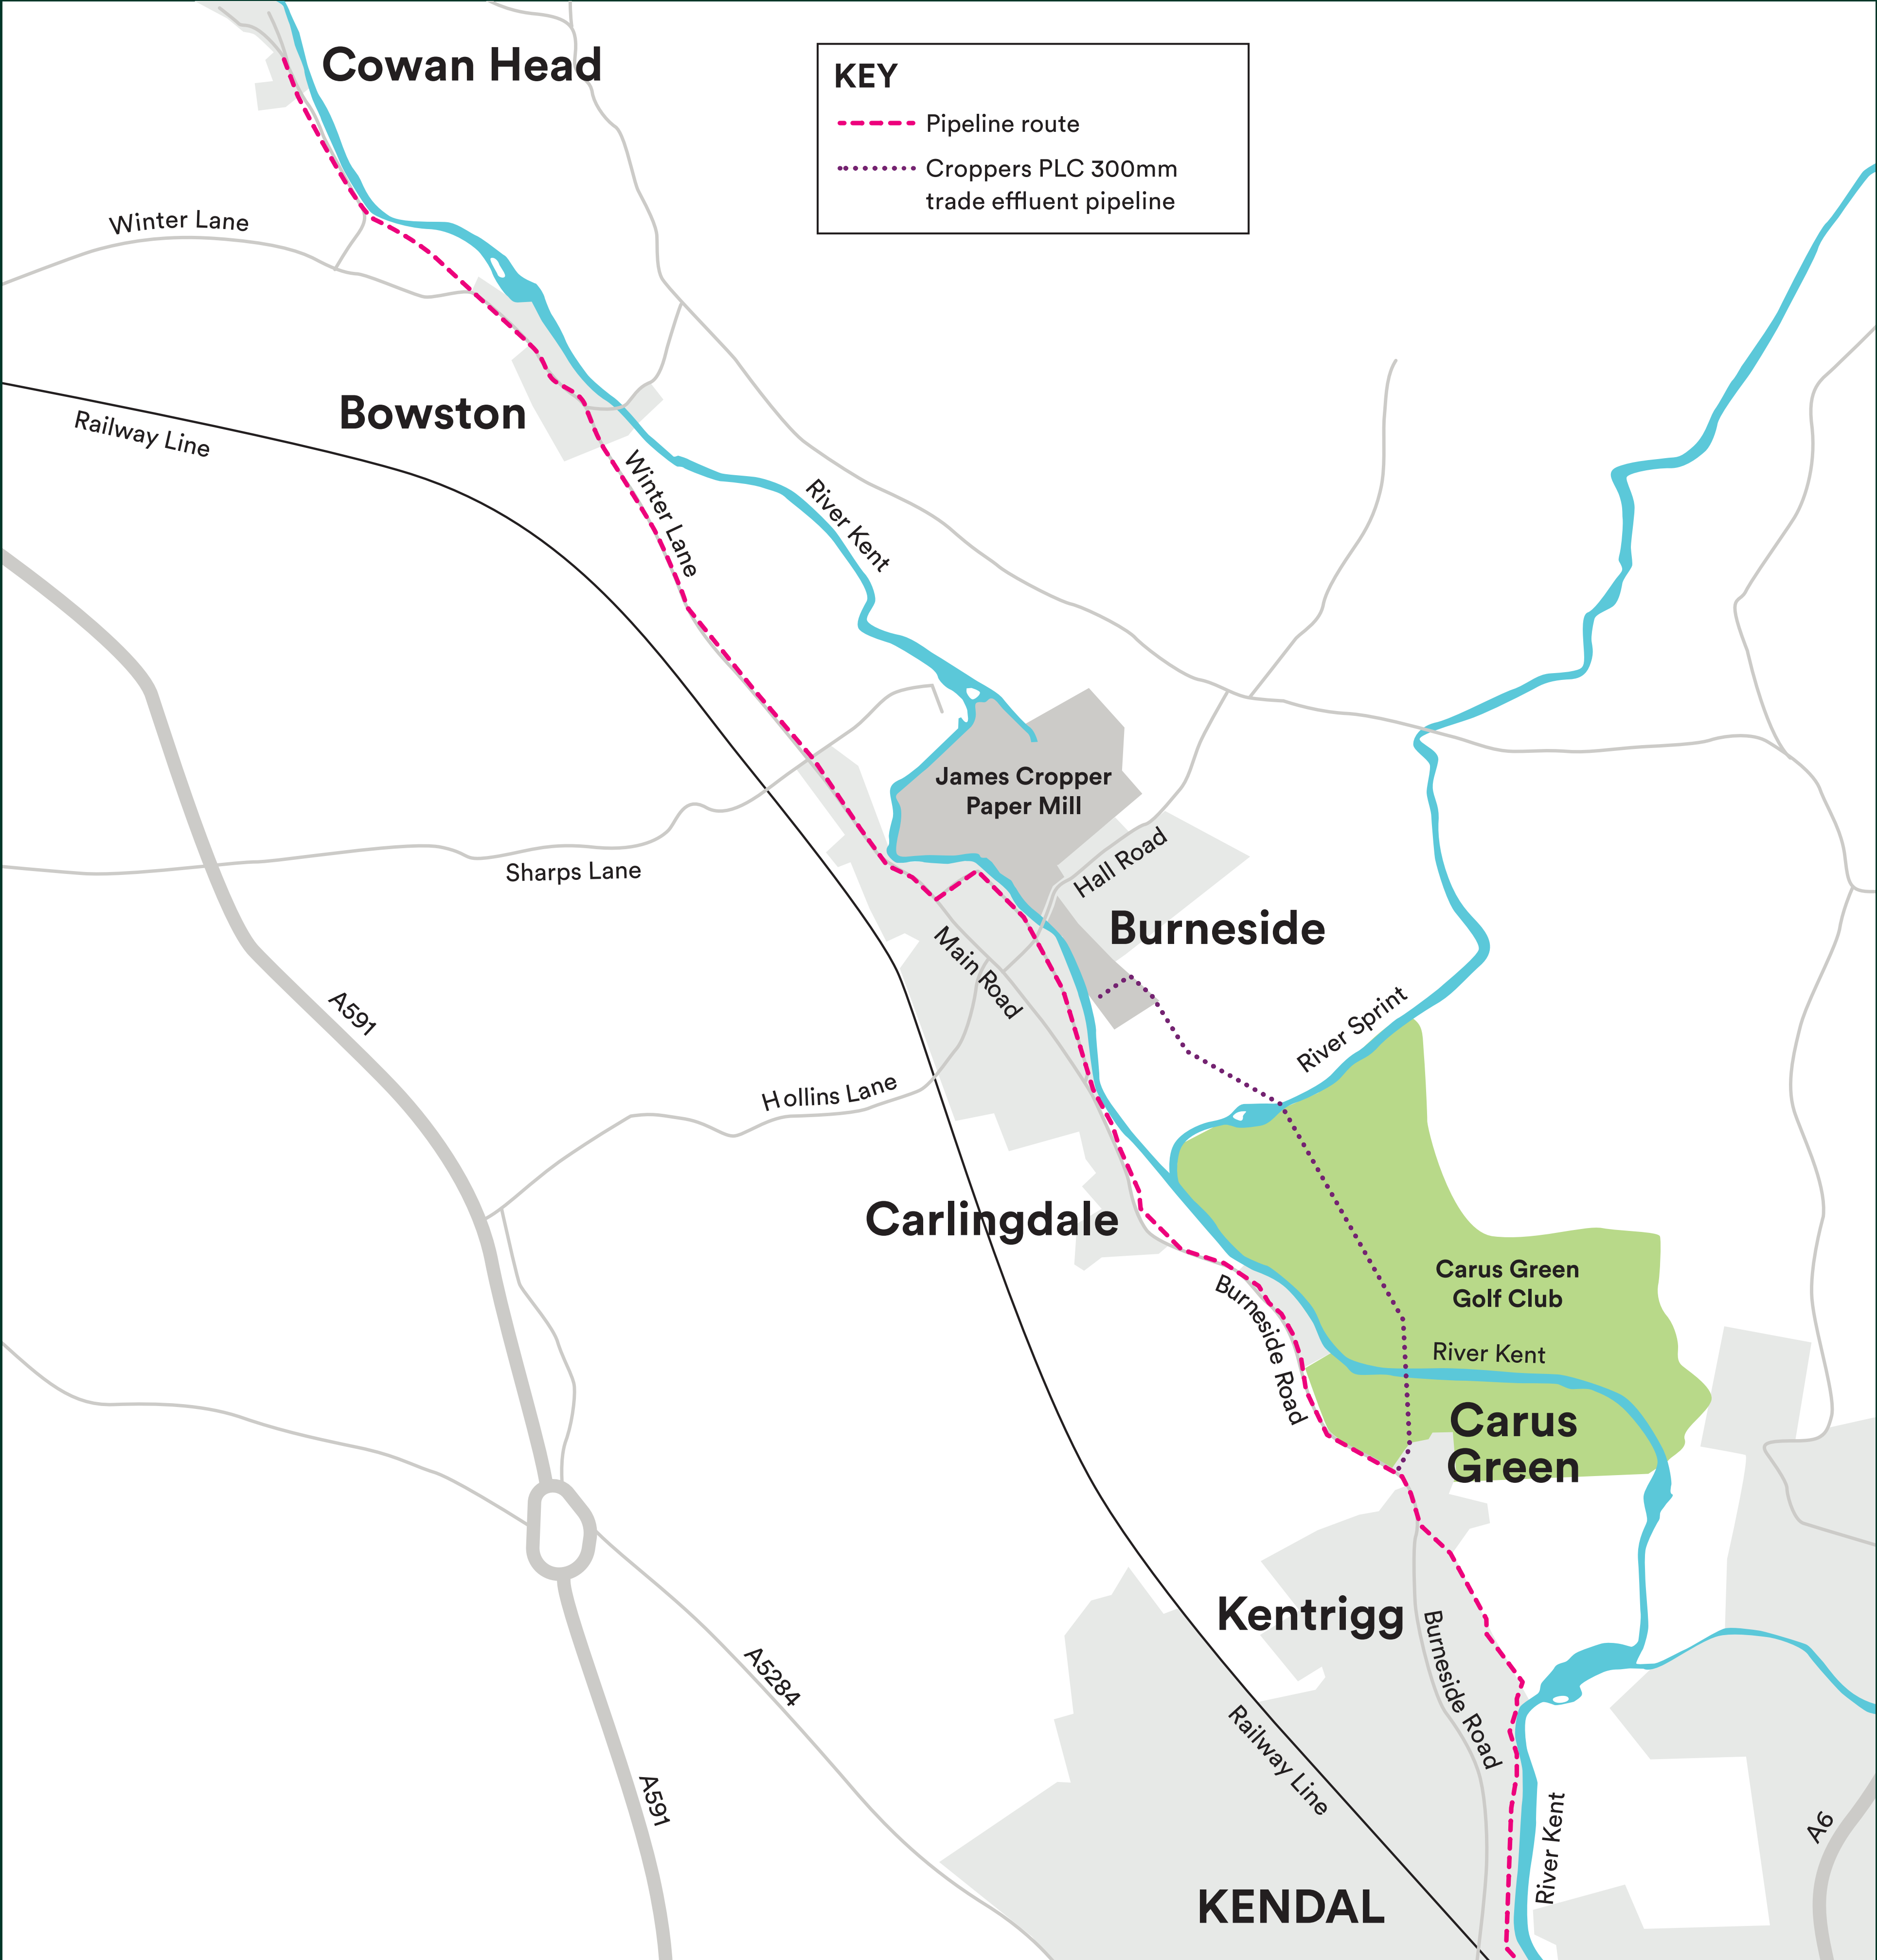 Cowan Head
KEY
Pipeline route
Croppers PLC 300mm
trade effluent pipeline
Winter Lane
Bowston
Railway Line
Winter Lane
River Kent
James Cropper
Paper Mill
Sharps Lane
Hall Road
Burneside
Main Road
A591
River Sprint
Hollins Lane
Carlingdale
Carus Green
Golf Club
Burneside Road
River Kent
Carus
Green
Kentrigg
Burneside Road
A5284
Railway Line
A591
River Kent
A6
KENDAL